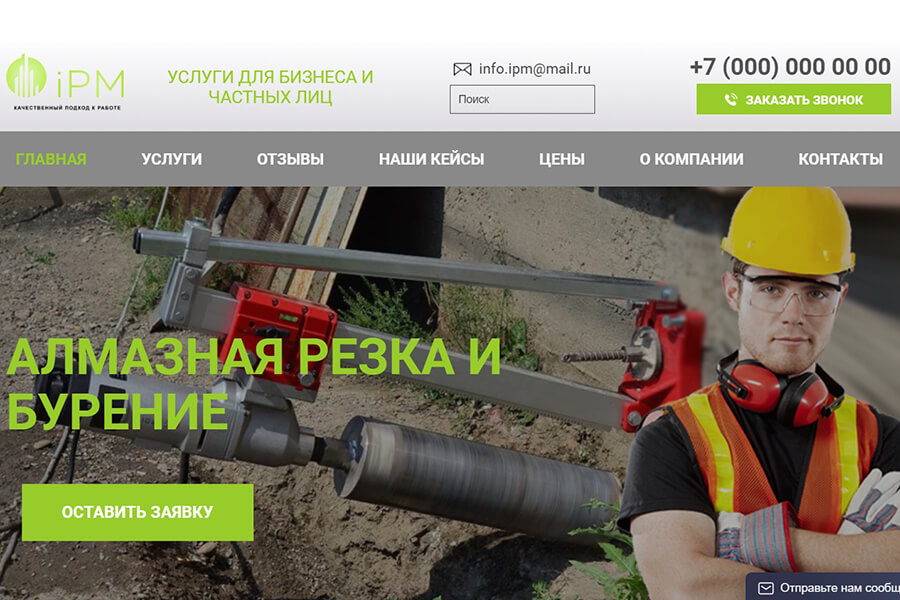 iPM
КАЧЕСТВЕННЫЙ ПОДХОД К РАБОТЕ
УСЛУГИ ДЛЯ БИЗНЕСА И
ЧАСТНЫХ ЛИЦ
info.ipm@mail.ru
Поиск
+7 (000) 000 00 00
ЗАКАЗАТЬ ЗВОНОК
ГЛАВНАЯ УСЛУГИ ОТЗЫВЫ НАШИ КЕЙСЫ ЦЕНЫ О КОМПАНИИ КОНТАКТЫ
АЛМАЗНАЯ РЕЗКА И
БУРЕНИЕ
ОСТАВИТЬ ЗАЯВКУ
Отправьте нам сообщ